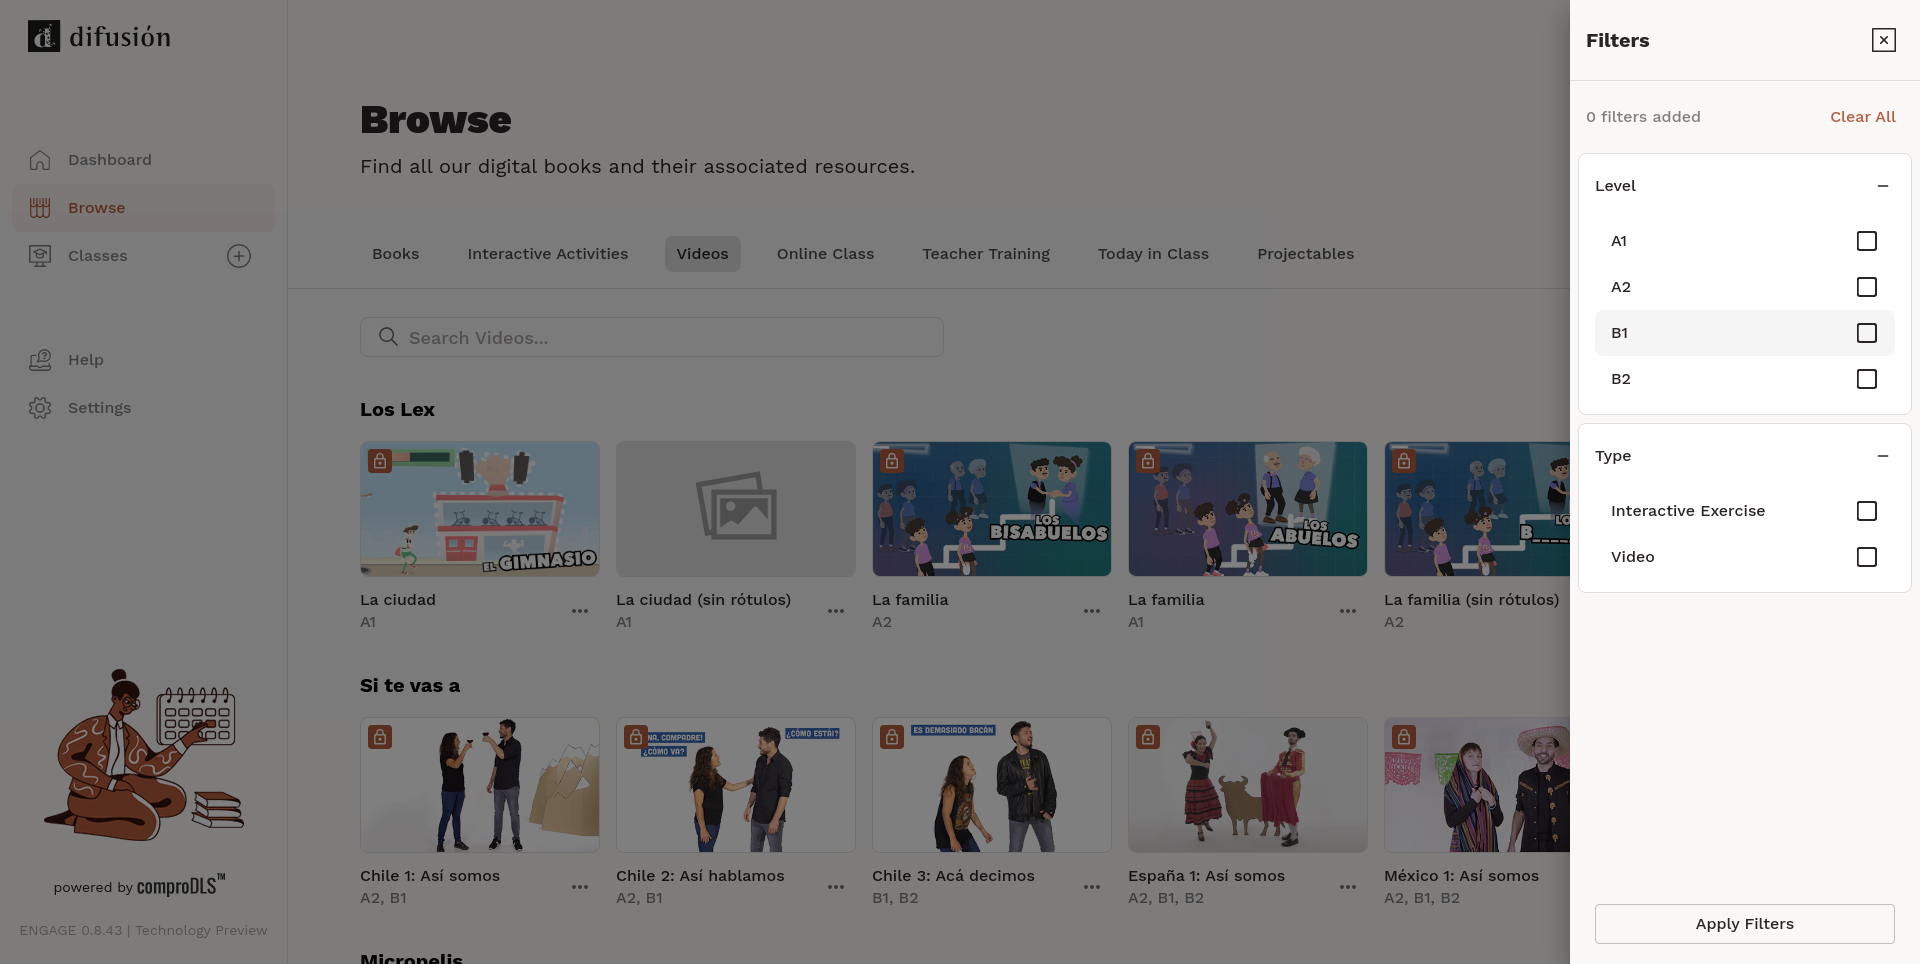 difusión
Dashboard
Browse
Classes
Help
Settings
powered by comproDLS™
ENGAGE 0.8.43 | Technology Preview
Browse
Find all our digital books and their associated resources.
Books
Interactive Activities
Videos
Online Class
Teacher Training
Today in Class
Projectables
Search Videos...
Los Lex
EL GIMNASIO
LOS
BISABUELOS
LOS
ABUELOS
La ciudad
A1
La ciudad (sin rótulos)
A1
La familia
A2
La familia
A1
La familia (sin rótulos)
A2
Si te vas a
NA, COMPADRE!
¿CÓMO VA?
¿CÓMO ESTÁI?
ES DEMASIADO BACÁN
Chile 1: Así somos
A2, B1
Chile 2: Así hablamos
A2, B1
Chile 3: Acá decimos
B1, B2
España 1: Así somos
A2, B1, B2
México 1: Así somos
A2, B1, B2
Micropelis
Filters
0 filters added
Clear All
Level
A1
A2
B1
B2
Type
Interactive Exercise
Video
Apply Filters